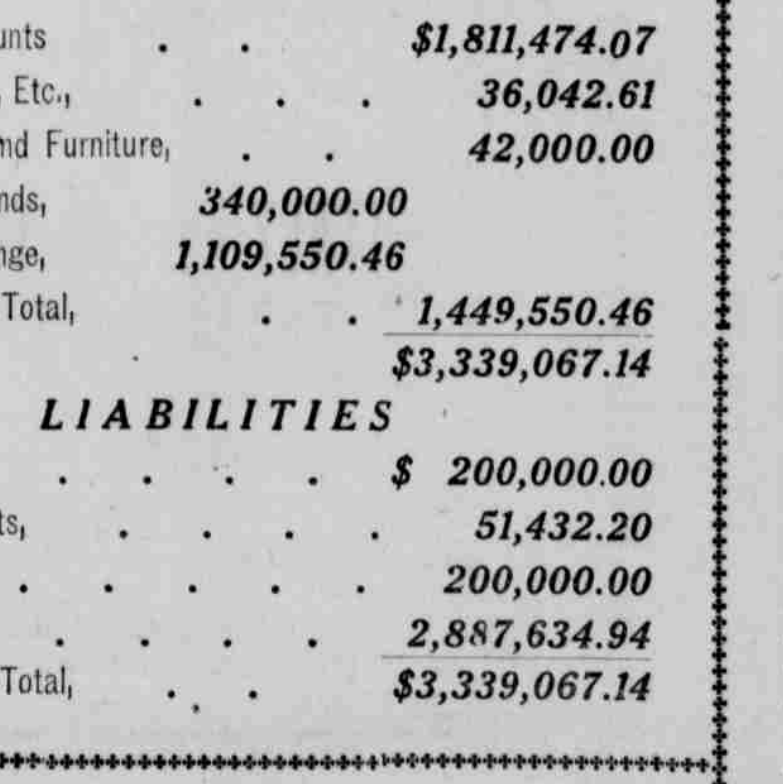 unts . . $1,811,474.07
, Etc., . . . 36,042.61
nd Furniture, . . 42,000.00
nds, 340,000.00
nge, 1,109,550.46
Total, . . 1,449,550.46
$3,339,067.14
LIABILITIES
. . . . $ 200,000.00
ts, . . . . 51,432.20
. . . . . 200,000.00
. . . . 2,887,634.94
Total, . . $3,339,067.14